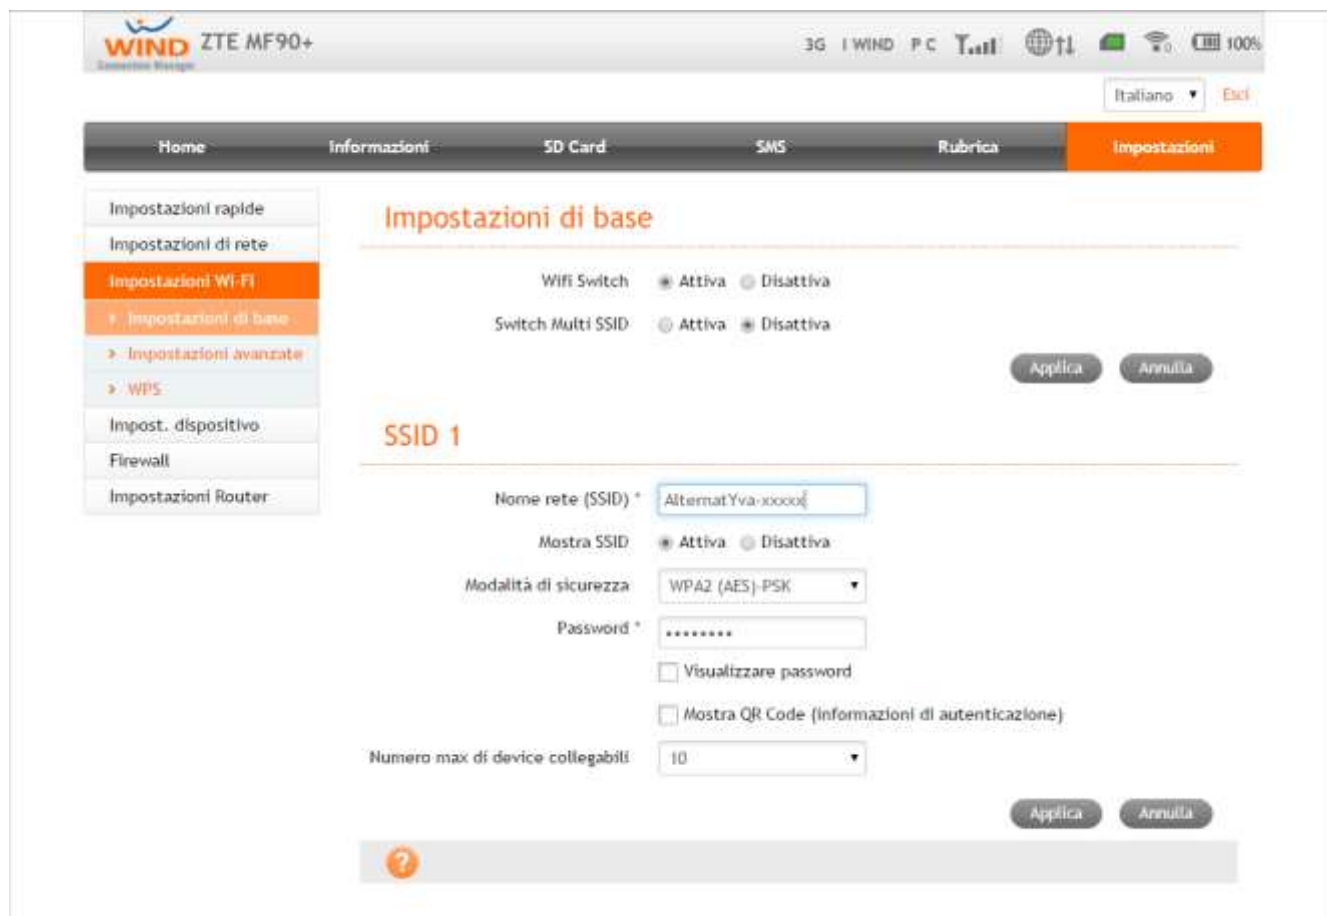 WIND ZTE MF90+
Connection Manager
3G I WIND P C 0 100%
Italiano Esci
Home Informazioni SD Card SMS Rubrica Impostazioni
Impostazioni rapide
Impostazioni di rete
Impostazioni Wi-Fi
Impostazioni di base
Impostazioni avanzate
WPS
Impost. dispositivo
Firewall
Impostazioni Router
Impostazioni di base
Wifi Switch Attiva Disattiva
Switch Multi SSID Attiva Disattiva
Applica Annulla
SSID 1
Nome rete (SSID) * AlternatYva-xxxxx
Mostra SSID Attiva Disattiva
Modalità di sicurezza WPA2 (AES)-PSK
Password * ********
Visualizzare password
Mostra QR Code (informazioni di autenticazione)
Numero max di device collegabili 10
Applica Annulla
?